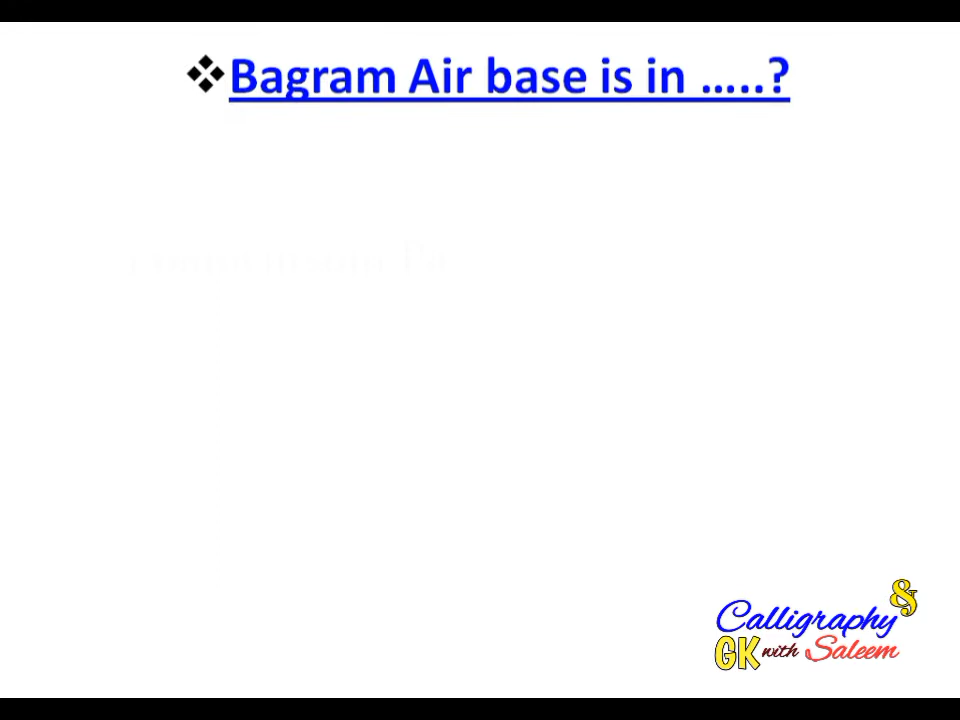 ❖Bagram Air base is in …..?
Calligraphy &
GK with Saleem